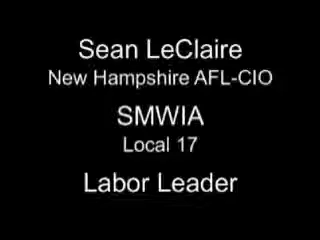 Sean LeClaire
New Hampshire AFL-CIO
SMWIA
Local 17
Labor Leader